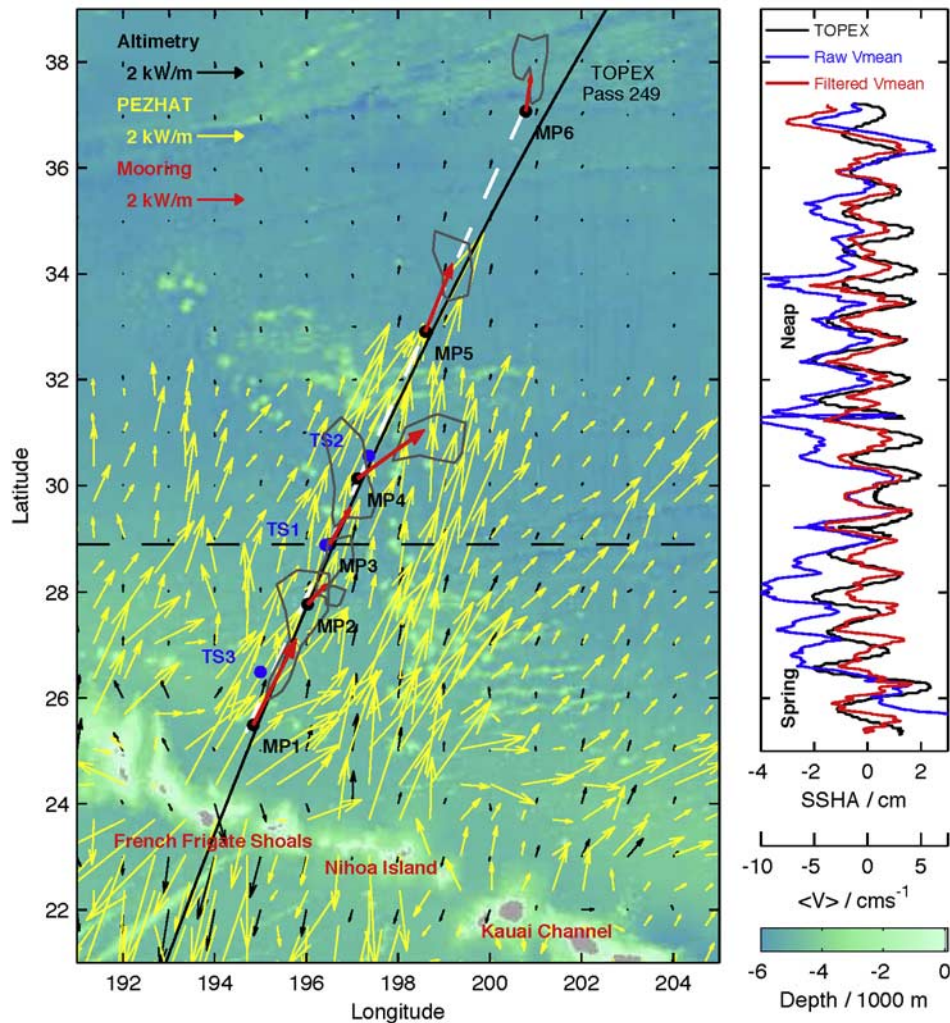 Altimetry
2 kW/m
PEZHAT
2 kW/m
Mooring
2 kW/m
TOPEX
Pass 249
MP6
MP5
TS2
MP4
TS1
MP3
MP2
TS3
MP1
French Frigate Shoals
Nihoa Island
Kauai Channel
38
36
34
32
30
28
26
24
22
Latitude
192 194 196 198 200 202 204
Longitude
TOPEX
Raw Vmean
Filtered Vmean
Neap
Spring
-4 -2 0 2
SSHA / cm
-10 -5 0 5
<V> / cms-1
-6 -4 -2 0
Depth / 1000 m